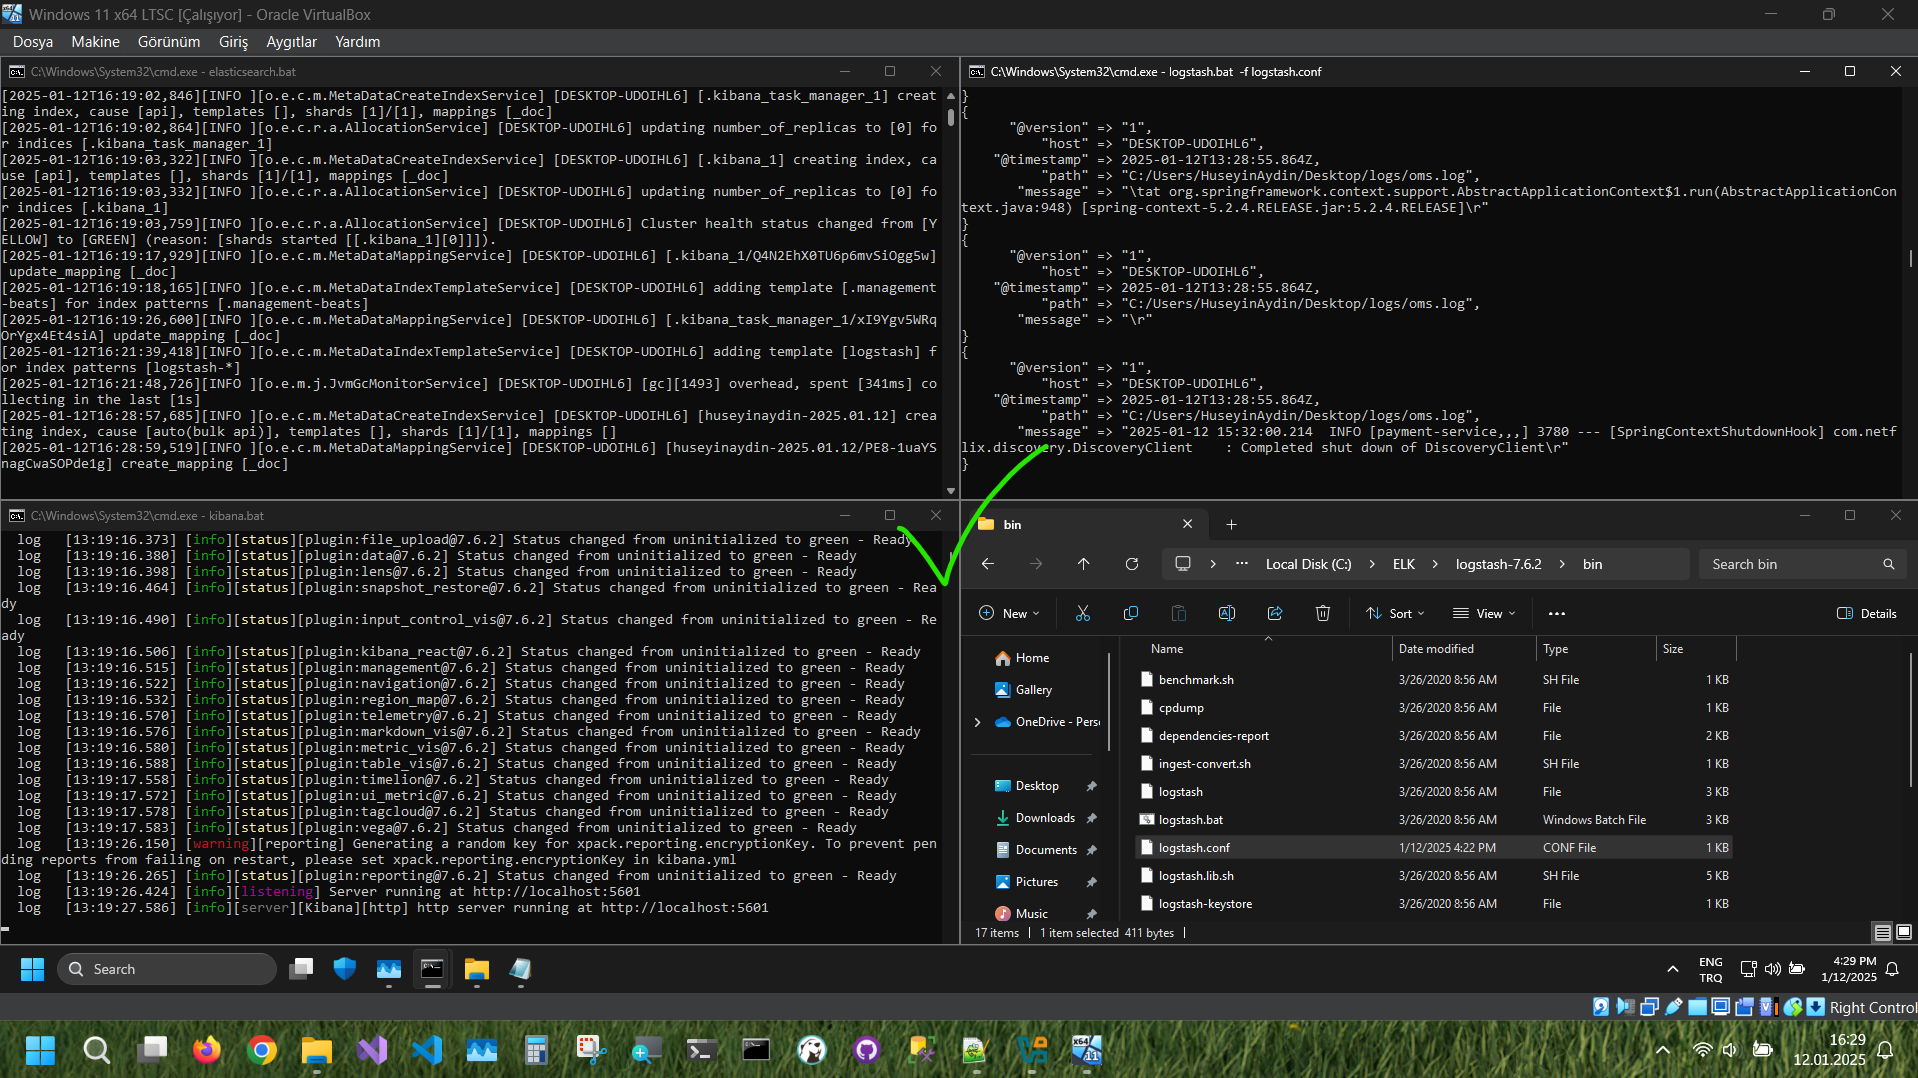 Windows 11 x64 LTSC [Çalışıyor] - Oracle VirtualBox
Dosya Makine Görünüm Giriş Aygıtlar Yardım
C:\Windows\System32\cmd.exe - elasticsearch.bat
[2025-01-12T16:19:02,846][INFO ][o.e.c.m.MetaDataCreateIndexService] [DESKTOP-UDOIHL6] [.kibana_task_manager_1] creat
ing index, cause [api], templates [], shards [1]/[1], mappings [_doc]
[2025-01-12T16:19:02,864][INFO ][o.e.c.r.a.AllocationService] [DESKTOP-UDOIHL6] updating number_of_replicas to [0] fo
r indices [.kibana_task_manager_1]
[2025-01-12T16:19:03,322][INFO ][o.e.c.m.MetaDataCreateIndexService] [DESKTOP-UDOIHL6] [.kibana_1] creating index, ca
use [api], templates [], shards [1]/[1], mappings [_doc]
[2025-01-12T16:19:03,332][INFO ][o.e.c.r.a.AllocationService] [DESKTOP-UDOIHL6] updating number_of_replicas to [0] fo
r indices [.kibana_1]
[2025-01-12T16:19:03,759][INFO ][o.e.c.r.a.AllocationService] [DESKTOP-UDOIHL6] Cluster health status changed from [Y
ELLOW] to [GREEN] (reason: [shards started [[.kibana_1][0]]]).
[2025-01-12T16:19:17,929][INFO ][o.e.c.m.MetaDataMappingService] [DESKTOP-UDOIHL6] [.kibana_1/Q4N2EhX0TU6p6mvSiOgg5w]
 update_mapping [_doc]
[2025-01-12T16:19:18,165][INFO ][o.e.c.m.MetaDataIndexTemplateService] [DESKTOP-UDOIHL6] adding template [.management
-beats] for index patterns [.management-beats]
[2025-01-12T16:19:26,600][INFO ][o.e.c.m.MetaDataMappingService] [DESKTOP-UDOIHL6] [.kibana_task_manager_1/xI9Ygv5WRq
OrYgx4Et4siA] update_mapping [_doc]
[2025-01-12T16:21:39,418][INFO ][o.e.c.m.MetaDataIndexTemplateService] [DESKTOP-UDOIHL6] adding template [logstash] f
or index patterns [logstash-*]
[2025-01-12T16:21:48,726][INFO ][o.e.m.j.JvmGcMonitorService] [DESKTOP-UDOIHL6] [gc][1493] overhead, spent [341ms] co
llecting in the last [1s]
[2025-01-12T16:28:57,685][INFO ][o.e.c.m.MetaDataCreateIndexService] [DESKTOP-UDOIHL6] [huseyinaydin-2025.01.12] crea
ting index, cause [auto(bulk api)], templates [], shards [1]/[1], mappings []
[2025-01-12T16:28:59,519][INFO ][o.e.c.m.MetaDataMappingService] [DESKTOP-UDOIHL6] [huseyinaydin-2025.01.12/PE8-1uaYS
nagCwaSOPde1g] create_mapping [_doc]
C:\Windows\System32\cmd.exe - logstash.bat -f logstash.conf
}
{
"@version" => "1",
"host" => "DESKTOP-UDOIHL6",
"@timestamp" => 2025-01-12T13:28:55.864Z,
"path" => "C:/Users/HuseyinAydin/Desktop/logs/oms.log",
"message" => "\tat org.springframework.context.support.AbstractApplicationContext$1.run(AbstractApplicationCon
text.java:948) [spring-context-5.2.4.RELEASE.jar:5.2.4.RELEASE]\r"
}
{
"@version" => "1",
"host" => "DESKTOP-UDOIHL6",
"@timestamp" => 2025-01-12T13:28:55.864Z,
"path" => "C:/Users/HuseyinAydin/Desktop/logs/oms.log",
"message" => "\r"
}
{
"@version" => "1",
"host" => "DESKTOP-UDOIHL6",
"@timestamp" => 2025-01-12T13:28:55.864Z,
"path" => "C:/Users/HuseyinAydin/Desktop/logs/oms.log",
"message" => "2025-01-12 15:32:00.214  INFO [payment-service,,,] 3780 --- [SpringContextShutdownHook] com.netf
lix.discovery.DiscoveryClient    : Completed shut down of DiscoveryClient\r"
}
C:\Windows\System32\cmd.exe - kibana.bat
log [13:19:16.373] [info][status][plugin:file_upload@7.6.2] Status changed from uninitialized to green - Ready
log [13:19:16.380] [info][status][plugin:data@7.6.2] Status changed from uninitialized to green - Ready
log [13:19:16.398] [info][status][plugin:lens@7.6.2] Status changed from uninitialized to green - Ready
log [13:19:16.464] [info][status][plugin:snapshot_restore@7.6.2] Status changed from uninitialized to green - Rea
dy
log [13:19:16.490] [info][status][plugin:input_control_vis@7.6.2] Status changed from uninitialized to green - Re
ady
log [13:19:16.506] [info][status][plugin:kibana_react@7.6.2] Status changed from uninitialized to green - Ready
log [13:19:16.515] [info][status][plugin:management@7.6.2] Status changed from uninitialized to green - Ready
log [13:19:16.522] [info][status][plugin:navigation@7.6.2] Status changed from uninitialized to green - Ready
log [13:19:16.532] [info][status][plugin:region_map@7.6.2] Status changed from uninitialized to green - Ready
log [13:19:16.570] [info][status][plugin:telemetry@7.6.2] Status changed from uninitialized to green - Ready
log [13:19:16.576] [info][status][plugin:markdown_vis@7.6.2] Status changed from uninitialized to green - Ready
log [13:19:16.580] [info][status][plugin:metric_vis@7.6.2] Status changed from uninitialized to green - Ready
log [13:19:16.588] [info][status][plugin:table_vis@7.6.2] Status changed from uninitialized to green - Ready
log [13:19:17.558] [info][status][plugin:timelion@7.6.2] Status changed from uninitialized to green - Ready
log [13:19:17.572] [info][status][plugin:ui_metric@7.6.2] Status changed from uninitialized to green - Ready
log [13:19:17.578] [info][status][plugin:tagcloud@7.6.2] Status changed from uninitialized to green - Ready
log [13:19:17.583] [info][status][plugin:vega@7.6.2] Status changed from uninitialized to green - Ready
log [13:19:26.150] [warning][reporting] Generating a random key for xpack.reporting.encryptionKey. To prevent pen
ding reports from failing on restart, please set xpack.reporting.encryptionKey in kibana.yml
log [13:19:26.265] [info][status][plugin:reporting@7.6.2] Status changed from uninitialized to green - Ready
log [13:19:26.424] [info][listening] Server running at http://localhost:5601
log [13:19:27.586] [info][server][Kibana][http] http server running at http://localhost:5601
bin
Local Disk (C:) ELK logstash-7.6.2 bin Search bin
New Sort View Details
Home
Gallery
OneDrive - Pers
Desktop
Downloads
Documents
Pictures
Music
Name Date modified Type Size
benchmark.sh 3/26/2020 8:56 AM SH File 1 KB
cpdump 3/26/2020 8:56 AM File 1 KB
dependencies-report 3/26/2020 8:56 AM File 2 KB
ingest-convert.sh 3/26/2020 8:56 AM SH File 1 KB
logstash 3/26/2020 8:56 AM File 3 KB
logstash.bat 3/26/2020 8:56 AM Windows Batch File 3 KB
logstash.conf 1/12/2025 4:22 PM CONF File 1 KB
logstash.lib.sh 3/26/2020 8:56 AM SH File 5 KB
logstash-keystore 3/26/2020 8:56 AM File 1 KB
17 items 1 item selected 411 bytes
Search
ENG
TRQ
4:29 PM
1/12/2025
Right Control
x64
11
16:29
12.01.2025